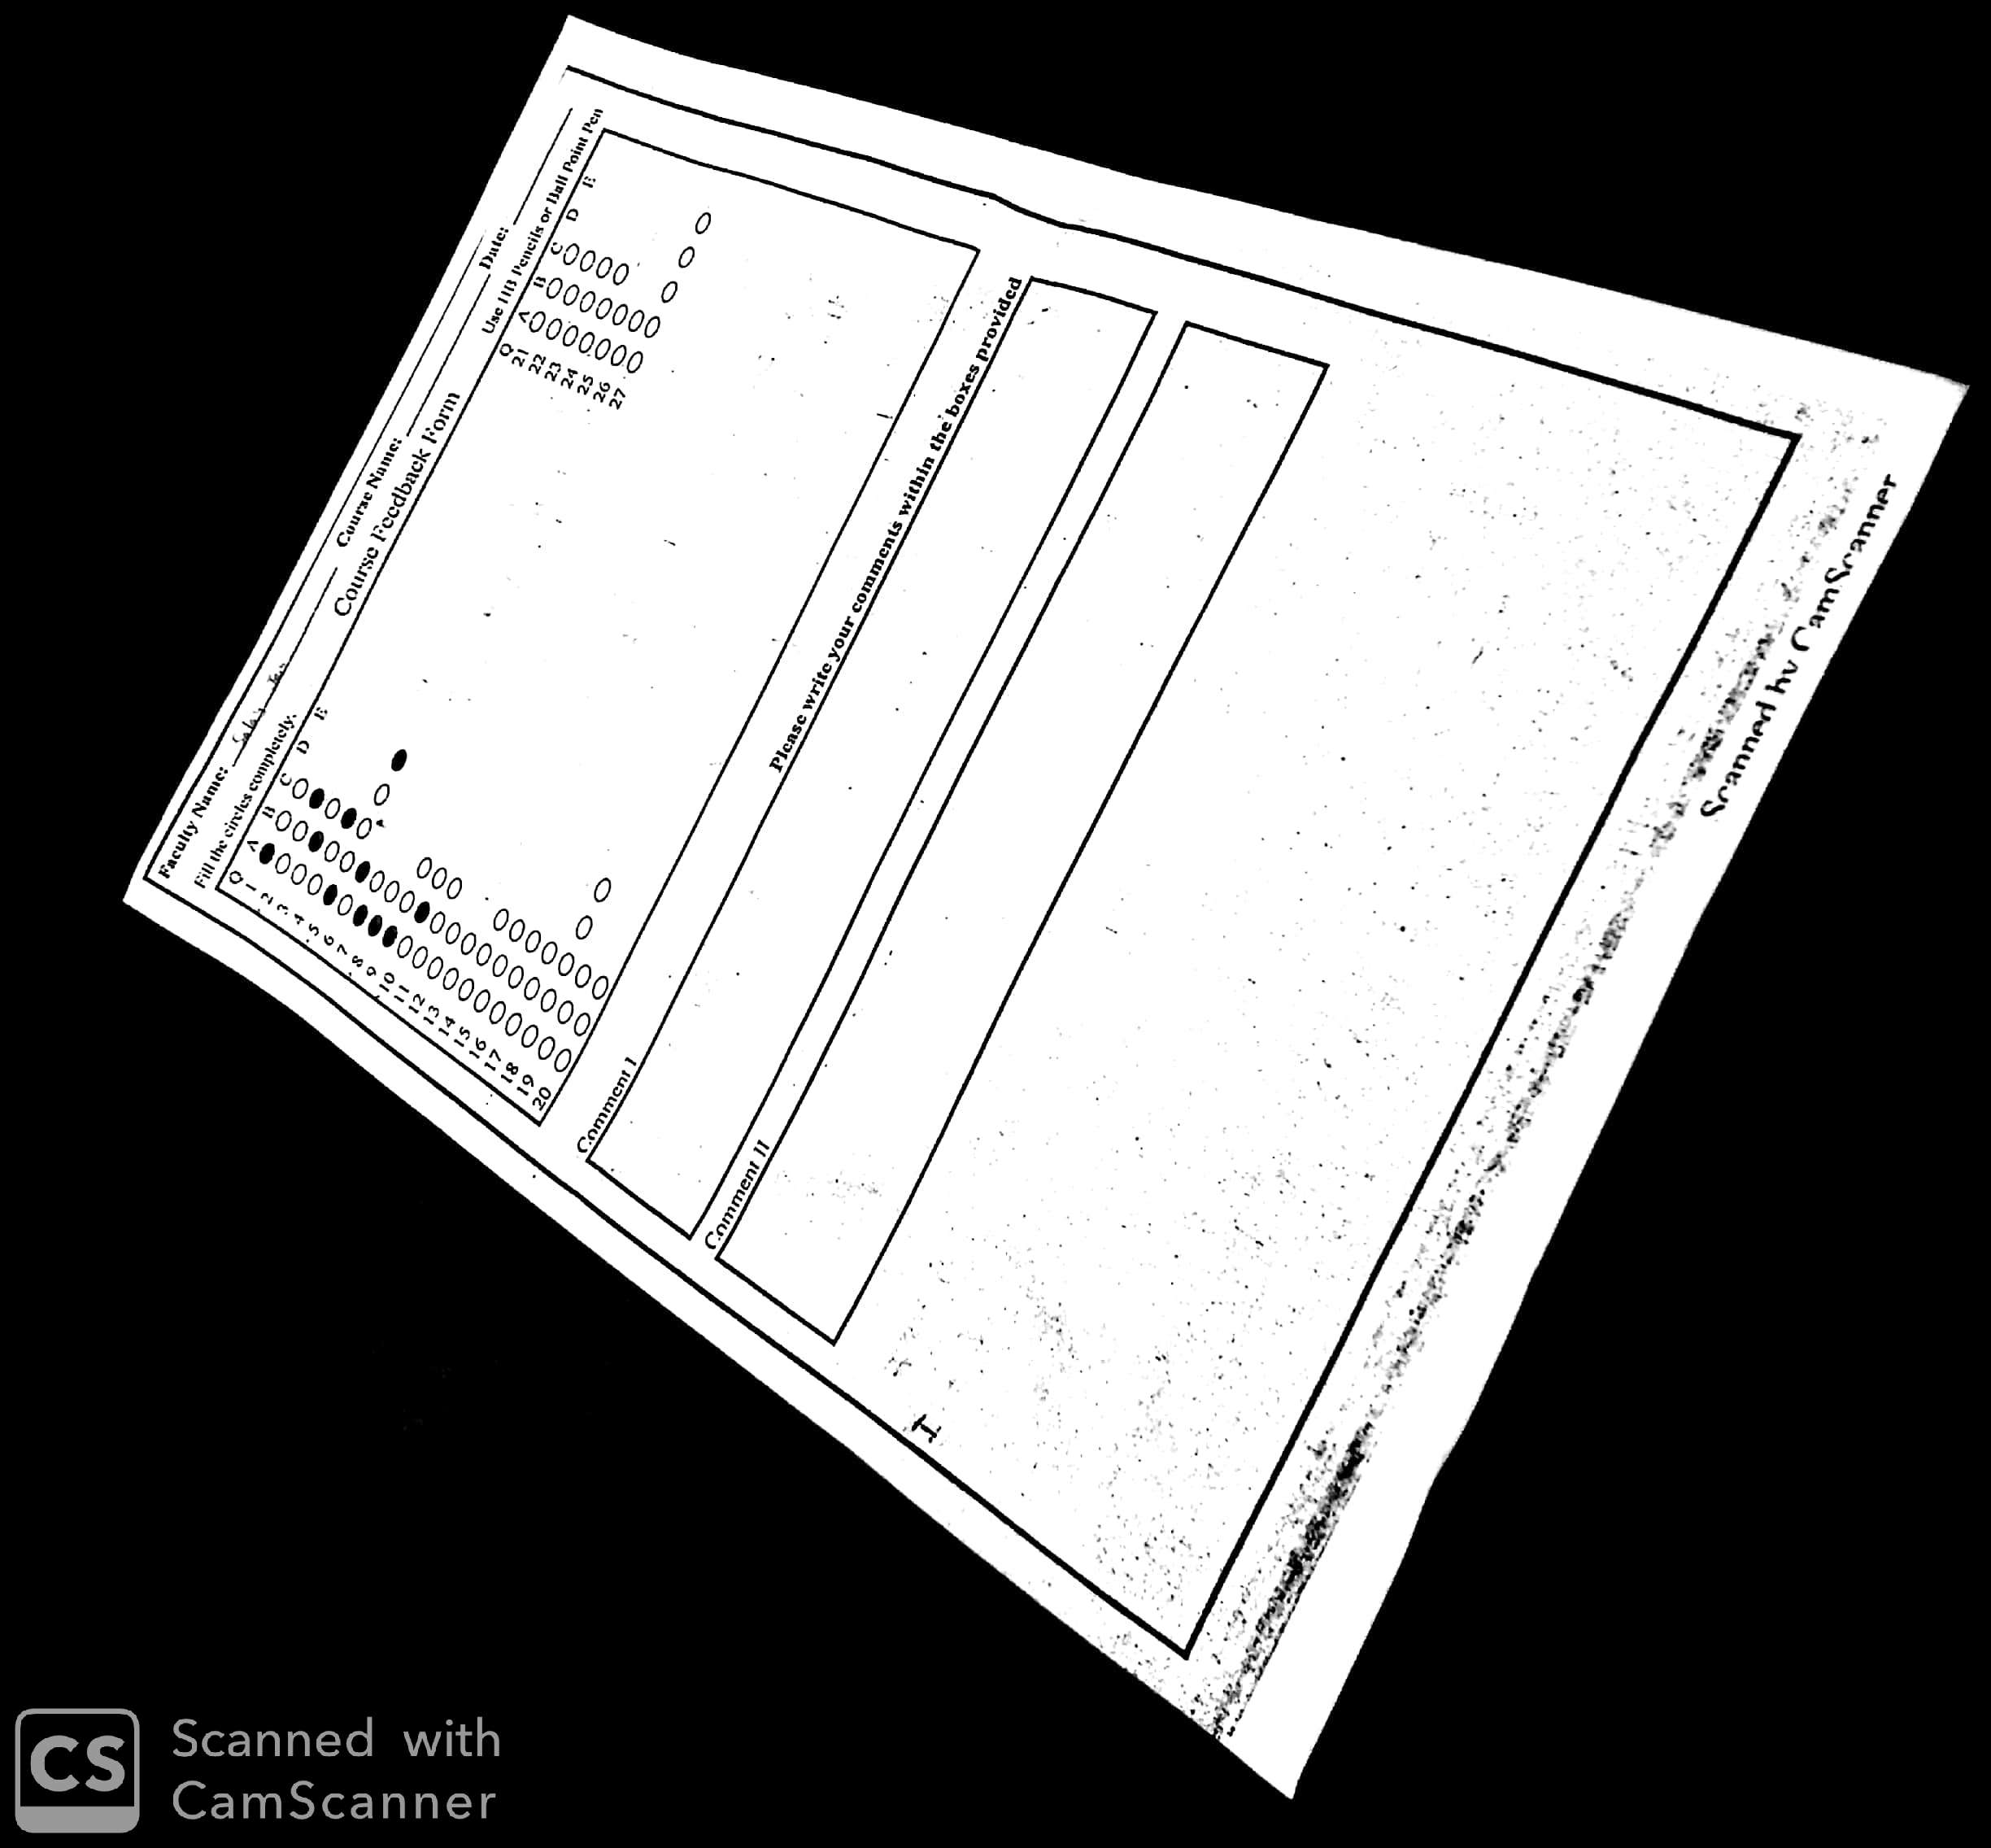 Faculty Name: Course Name: Date:
Course Feedback Form
Fill the circles completely: Use HB Pencils or Ball Point Pen
Q A B C D E
1
2
3
4
5
6
7
8
9
10
11
12
13
14
15
16
17
18
19
20
Q A B C D E
21
22
23
24
25
26
27
Please write your comments within the boxes provided
Comment I
Comment II
Scanned by CamScanner
CS
Scanned with
CamScanner